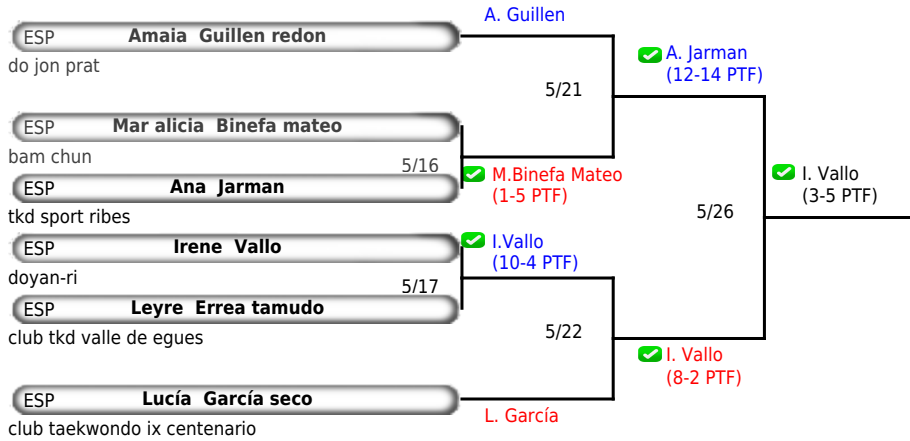 A. Guillen
ESP Amaia Guillen redon
do jon prat
A. Jarman
(12-14 PTF)
5/21
ESP Mar alicia Binefa mateo
bam chun
5/16
M.Binefa Mateo
(1-5 PTF)
ESP Ana Jarman
tkd sport ribes
I. Vallo
(3-5 PTF)
5/26
ESP Irene Vallo
doyan-ri
I.Vallo
(10-4 PTF)
5/17
ESP Leyre Errea tamudo
club tkd valle de egues
5/22
I. Vallo
(8-2 PTF)
ESP Lucía García seco
club taekwondo ix centenario
L. García